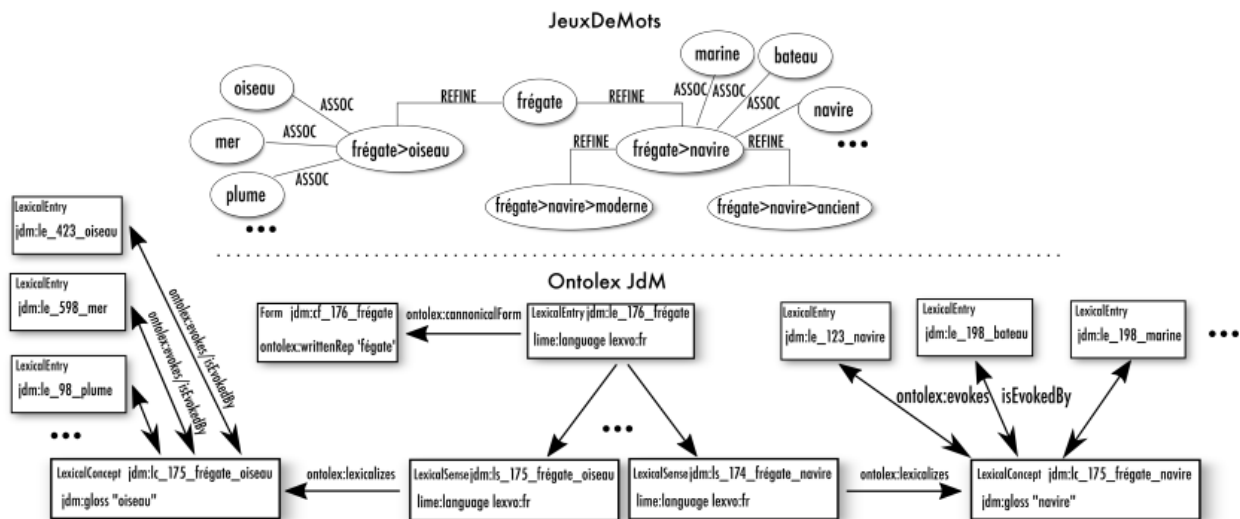 JeuxDeMots
marine
bateau
oiseau
ASSOC
ASSOC
ASSOC
REFINE
frégate
REFINE
ASSOC
navire
mer
ASSOC
frégate>oiseau
REFINE
frégate>navire
REFINE
•••
plume
ASSOC
•••
frégate>navire>moderne
frégate>navire>ancient
•••
Ontolex JdM
LexicalEntry
jdm:le_423_oiseau
LexicalEntry
jdm:le_598_mer
LexicalEntry
jdm:le_98_plume
•••
ontolex:evokes/isEvokedBy
ontolex:evokes/isEvokedBy
Form jdm:cf_176_frégate
ontolex:writtenRep 'fégate'
ontolex:cannonicalForm
LexicalEntry jdm:le_176_frégate
lime:language lexvo:fr
LexicalEntry
jdm:le_123_navire
LexicalEntry
jdm:le_198_bateau
LexicalEntry
jdm:le_198_marine
•••
ontolex:evokes
isEvokedBy
•••
LexicalConcept jdm:lc_175_frégate_oiseau
jdm:gloss "oiseau"
ontolex:lexicalizes
LexicalSense jdm:ls_175_frégate_oiseau
lime:language lexvo:fr
LexicalSense jdm:ls_174_frégate_navire
lime:language lexvo:fr
ontolex:lexicalizes
LexicalConcept jdm:lc_175_frégate_navire
jdm:gloss "navire"